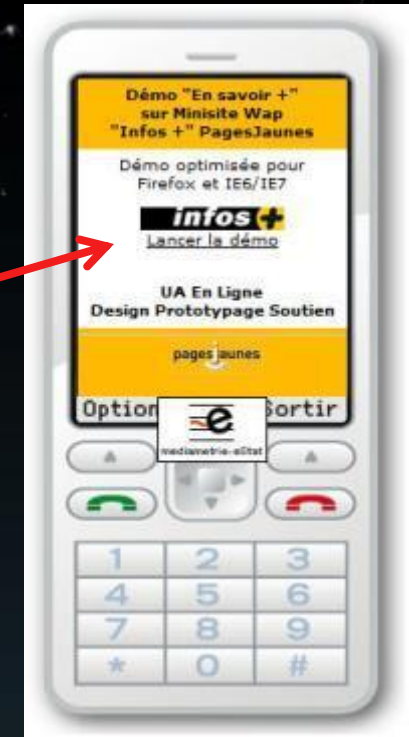 Démo "En savoir +"
sur Minisite Wap
"Infos +" PagesJaunes
Démo optimisée pour
Firefox et IE6/IE7
infos +
Lancer la démo
UA En Ligne
Design Prototypage Soutien
pagesjaunes
Option Sortir
e
mediametrie-eStat
1 2 3
4 5 6
7 8 9
* 0 #